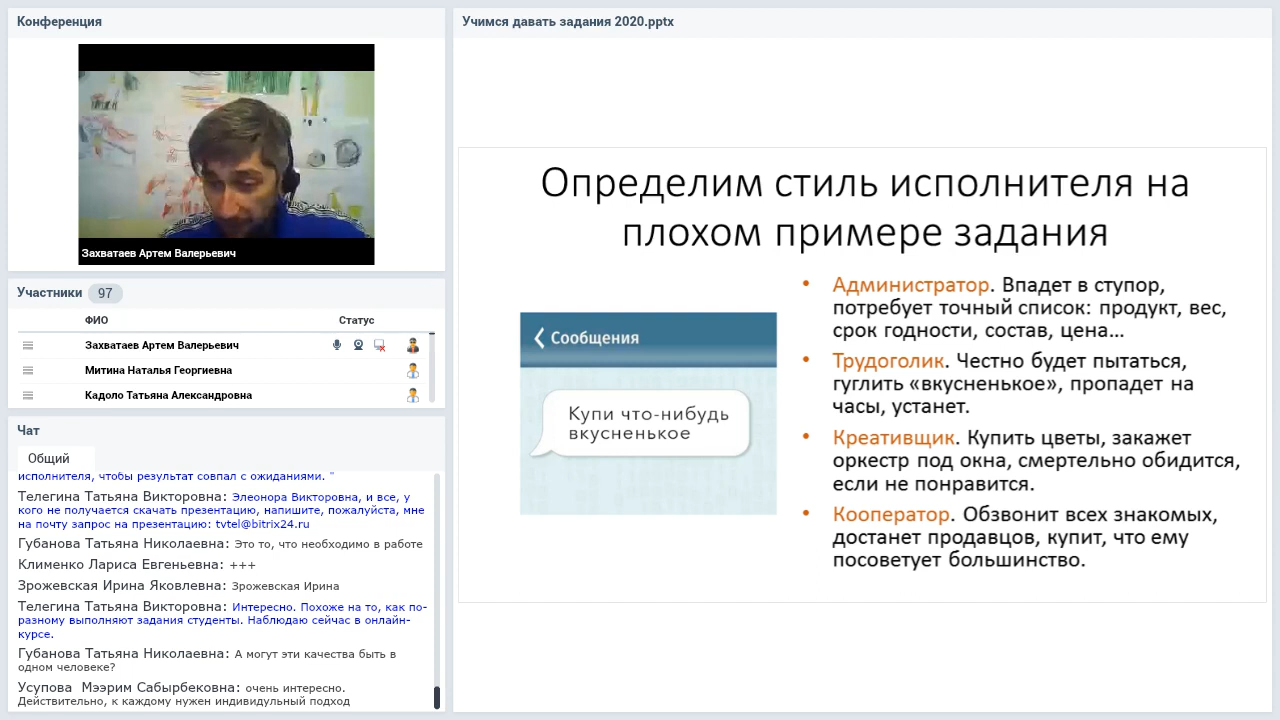 Конференция
Захватаев Артем Валерьевич
Участники 97
ФИО Статус
Захватаев Артем Валерьевич
Митина Наталья Георгиевна
Кадоло Татьяна Александровна
Чат
Общий
исполнителя, чтобы результат совпал с ожиданиями. "
Телегина Татьяна Викторовна: Элеонора Викторовна, и все, у
кого не получается скачать презентацию, напишите, пожалуйста, мне
на почту запрос на презентацию: tvtel@bitrix24.ru
Губанова Татьяна Николаевна: Это то, что необходимо в работе
Клименко Лариса Евгеньевна: +++
Зрожевская Ирина Яковлевна: Зрожевская Ирина
Телегина Татьяна Викторовна: Интересно. Похоже на то, как по-
разному выполняют задания студенты. Наблюдаю сейчас в онлайн-
курсе.
Губанова Татьяна Николаевна: А могут эти качества быть в
одном человеке?
Усупова Мээрим Сабырбековна: очень интересно.
Действительно, к каждому нужен индивидульный подход
Учимся давать задания 2020.pptx
Определим стиль исполнителя на
плохом примере задания
Сообщения
Купи что-нибудь
вкусненькое
• Администратор. Впадет в ступор,
потребует точный список: продукт, вес,
срок годности, состав, цена...
• Трудоголик. Честно будет пытаться,
гуглить «вкусненькое», пропадет на
часы, устанет.
• Креативщик. Купить цветы, закажет
оркестр под окна, смертельно обидится,
если не понравится.
• Кооператор. Обзвонит всех знакомых,
достанет продавцов, купит, что ему
посоветует большинство.